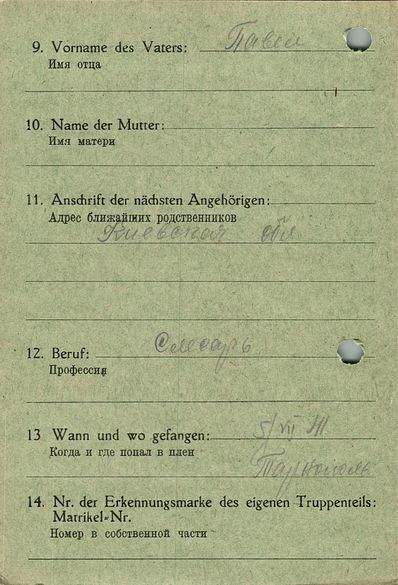 9. Vorname des Vaters: Павел
Имя отца
10. Name der Mutter:
Имя матери
11. Anschrift der nächsten Angehörigen:
Адрес ближайших родственников
Киевская обл
12. Beruf: Слесарь
Профессия
13 Wann und wo gefangen: 5/VII
Когда и где попал в плен
Тарнополь
14. Nr. der Erkennungsmarke des eigenen Truppenteils:
Matrikel-Nr.
Номер в собственной части